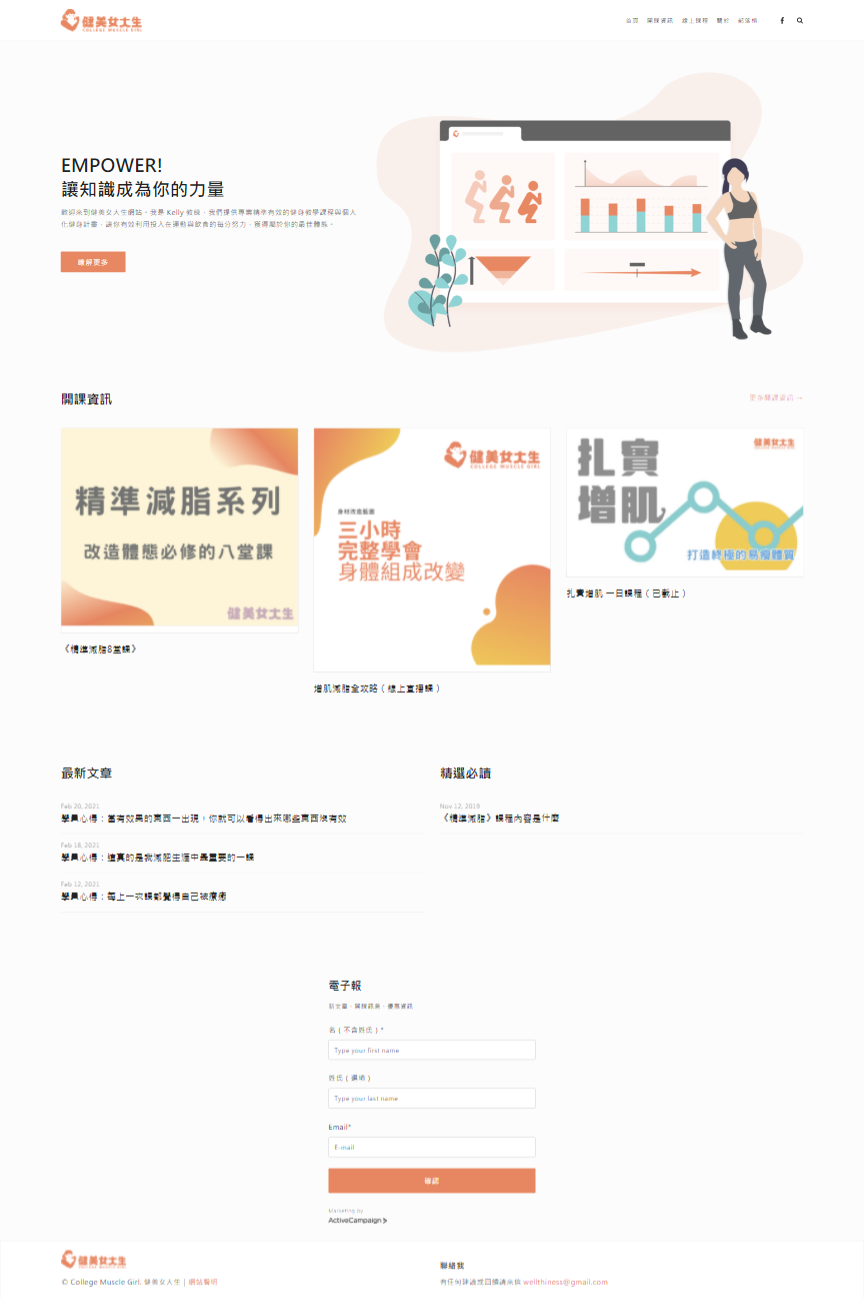 健美女大生
COLLEGE MUSCLE GIRL
首頁 開課資訊 線上課程 關於 部落格
EMPOWER!
讓知識成為你的力量
歡迎來到健美女大生網站，我是 Kelly 教練，我們提供專業精準有效的健身教學課程與個人
化健身計畫，讓你有效利用投入在運動與飲食的每分努力，獲得屬於你的最佳體態。
瞭解更多
開課資訊
更多開課資訊 →
精準減脂系列
改造體態必修的八堂課
健美女大生
《精準減脂8堂課》
健美女大生
COLLEGE MUSCLE GIRL
身材改造藍圖
三小時
完整學會
身體組成改變
增肌減脂全攻略（線上直播課）
健美女大生
COLLEGE MUSCLE GIRL
扎實
增肌
打造終極的易瘦體質
扎實增肌 一日課程（已截止）
最新文章
Feb 20, 2021
學員心得：當有效果的東西一出現，你就可以看得出來哪些東西沒有效
Feb 18, 2021
學員心得：這真的是我減肥生涯中最重要的一課
Feb 12, 2021
學員心得：每上一次課都覺得自己被療癒
精選必讀
Nov 12, 2019
《精準減脂》課程內容是什麼
電子報
新文章、開課訊息、優惠資訊
名（不含姓氏）*
Type your first name
姓氏（選填）
Type your last name
Email*
E-mail
確認
Marketing by
ActiveCampaign
健美女大生
© College Muscle Girl. 健美女大生 | 網站聲明
聯絡我
有任何建議或回饋請來信 wellthiness@gmail.com